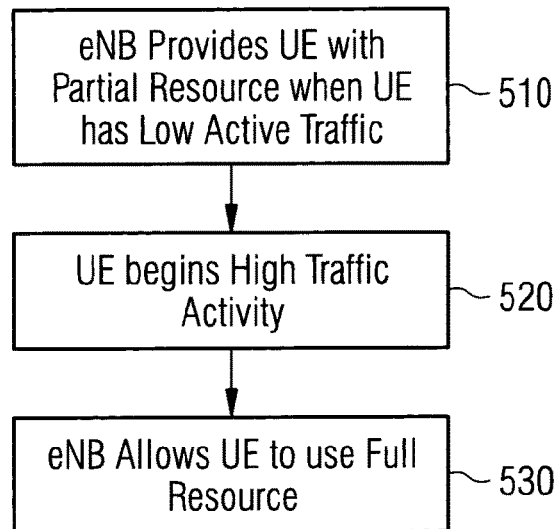 eNB Provides UE with
Partial Resource when UE
has Low Active Traffic
510
UE begins High Traffic
Activity
520
eNB Allows UE to use Full
Resource
530